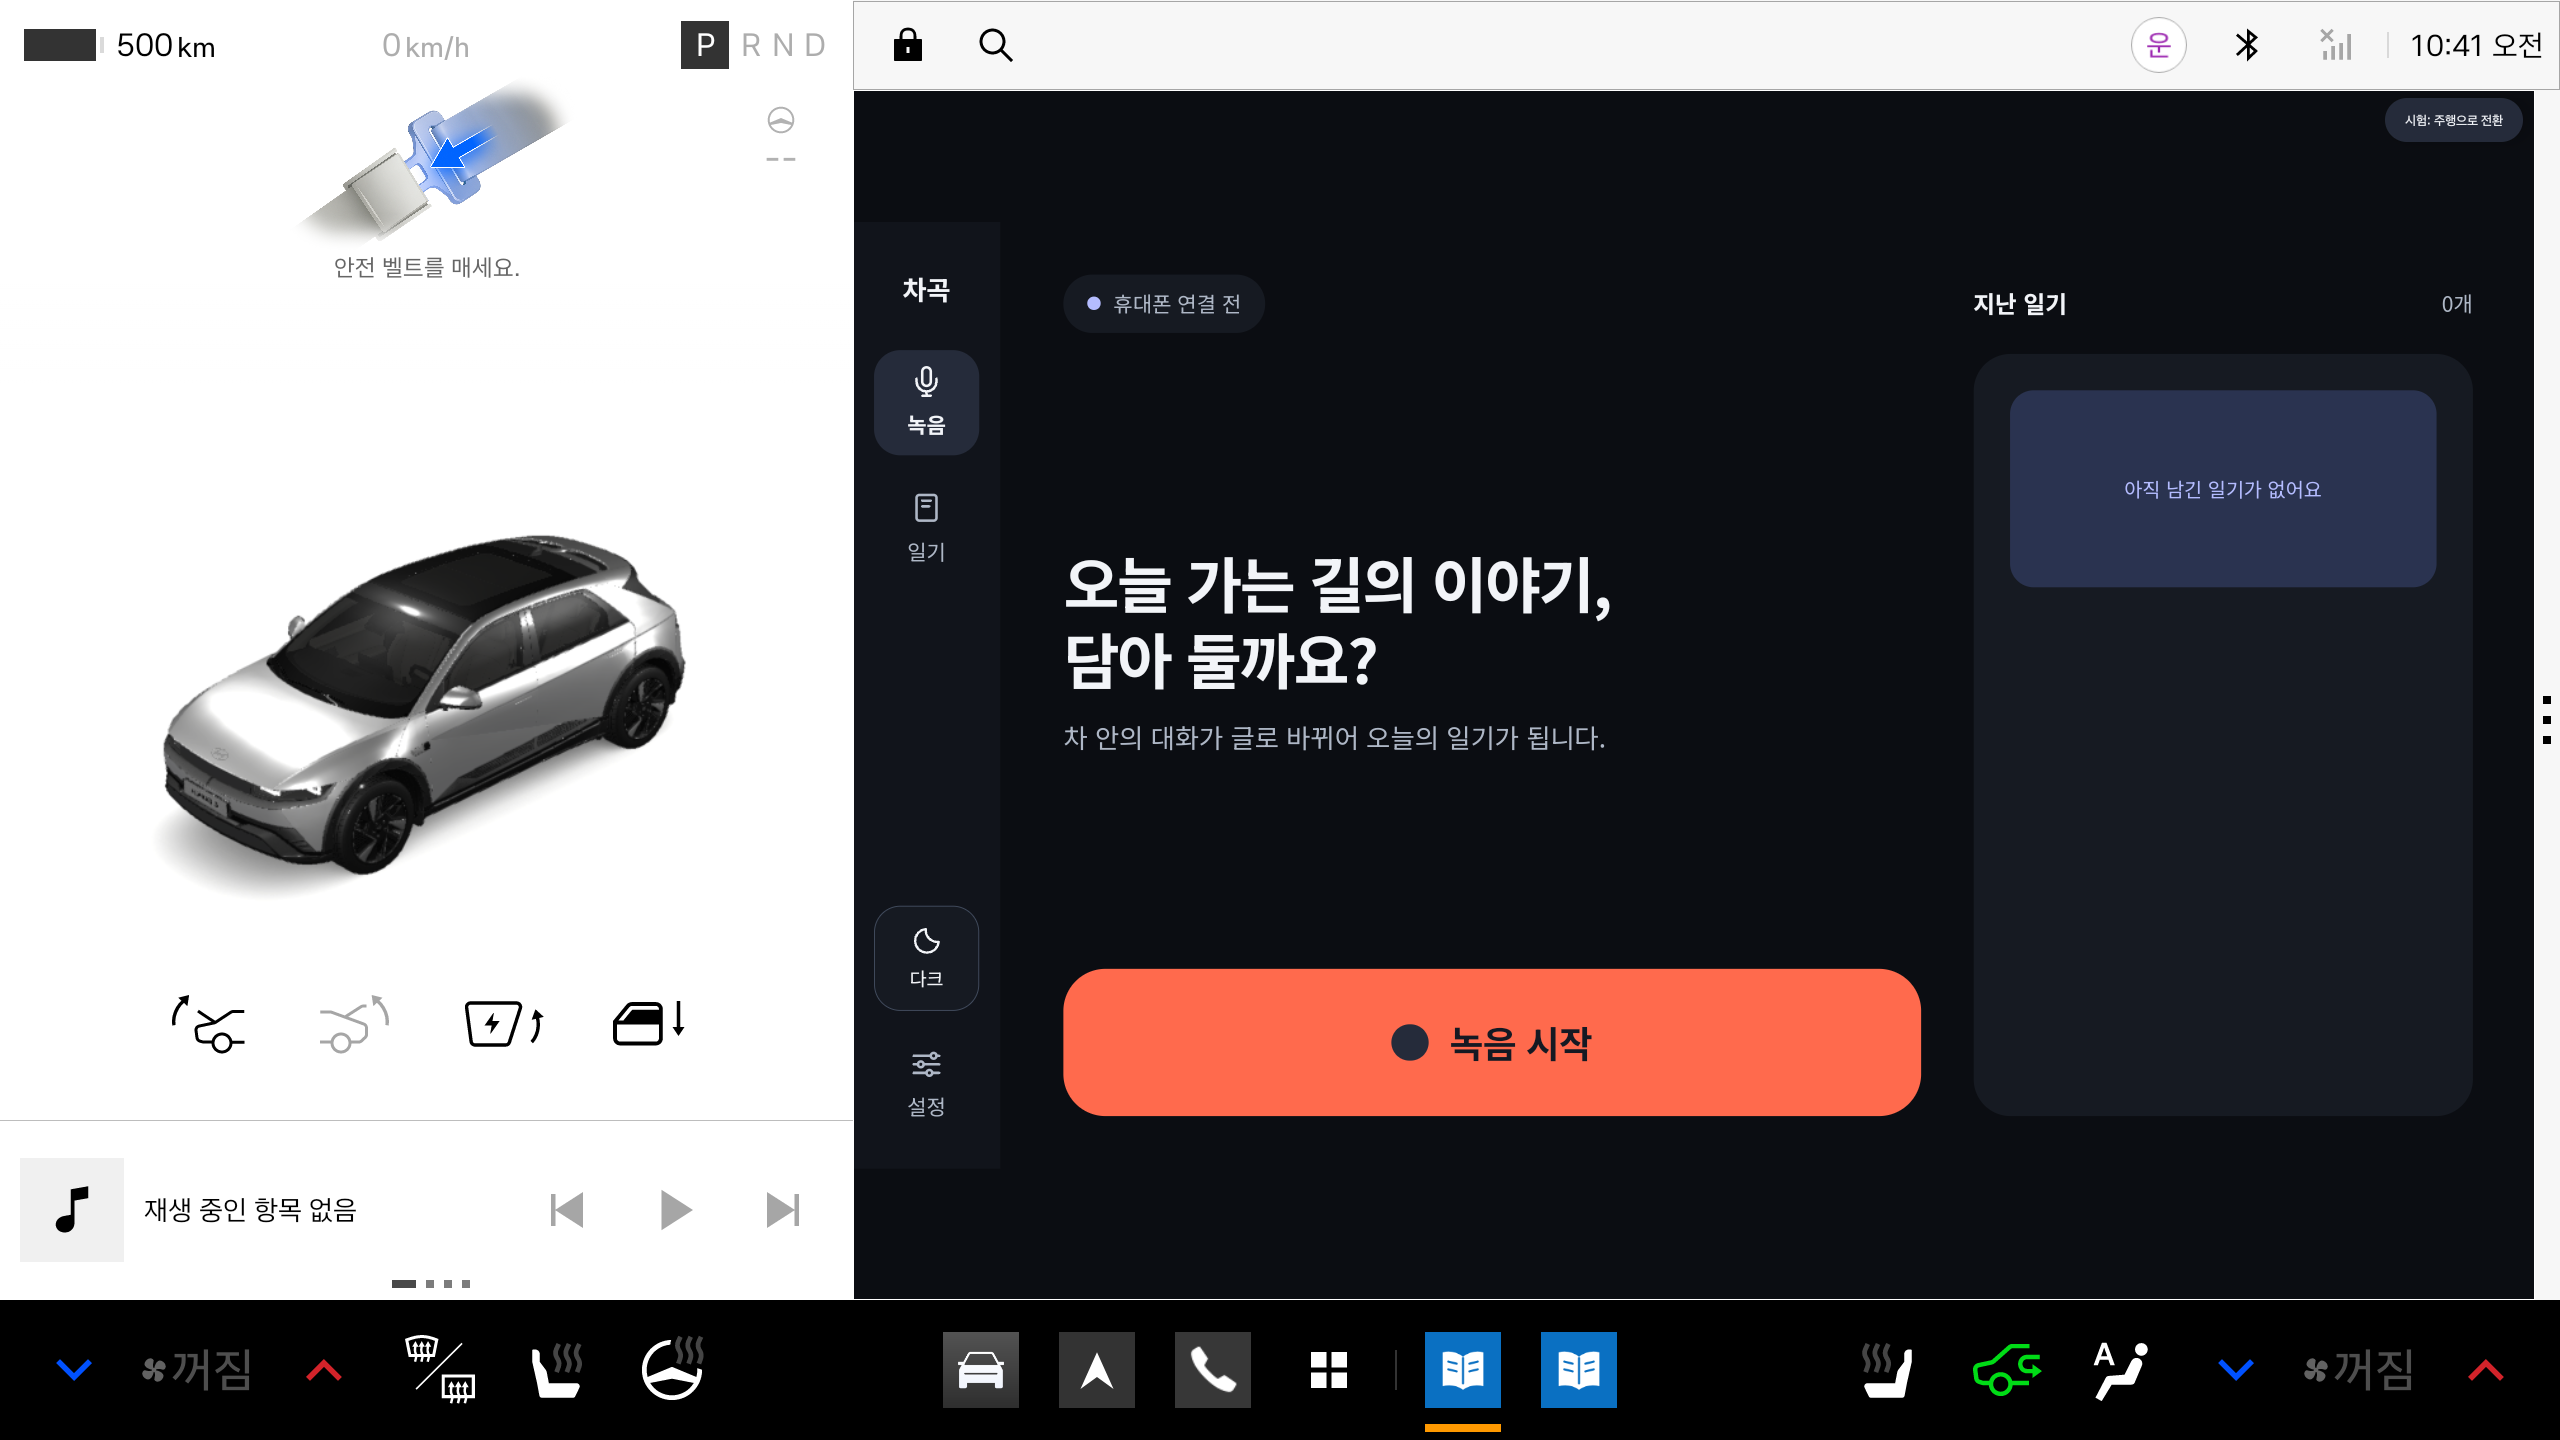 500 km
0 km/h
P R N D
운
10:41 오전
안전 벨트를 매세요.
--
시험: 주행으로 전환
차곡
녹음
일기
다크
설정
휴대폰 연결 전
오늘 가는 길의 이야기,
담아 둘까요?
차 안의 대화가 글로 바뀌어 오늘의 일기가 됩니다.
녹음 시작
지난 일기
0개
아직 남긴 일기가 없어요
재생 중인 항목 없음
꺼짐
A
꺼짐